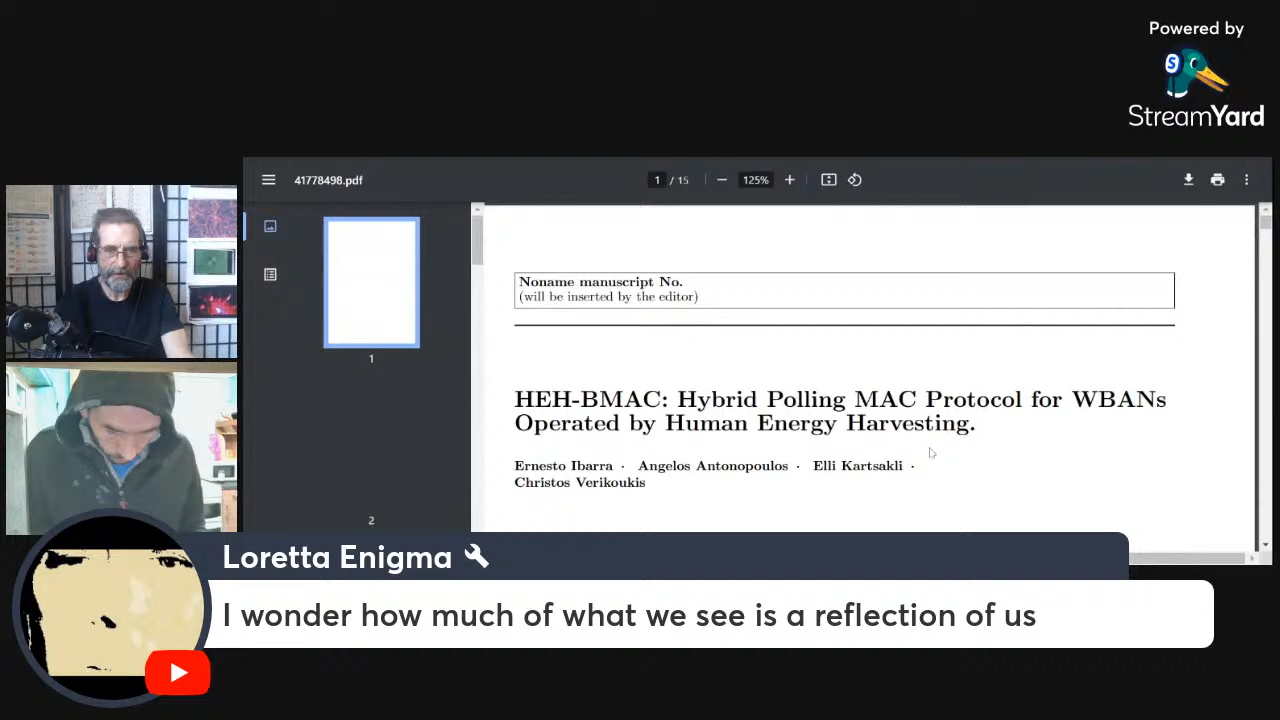 Powered by
StreamYard
41778498.pdf
1 / 15
125%
Noname manuscript No.
(will be inserted by the editor)
HEH-BMAC: Hybrid Polling MAC Protocol for WBANs
Operated by Human Energy Harvesting.
Ernesto Ibarra · Angelos Antonopoulos · Elli Kartsakli ·
Christos Verikoukis
1
2
Loretta Enigma
I wonder how much of what we see is a reflection of us